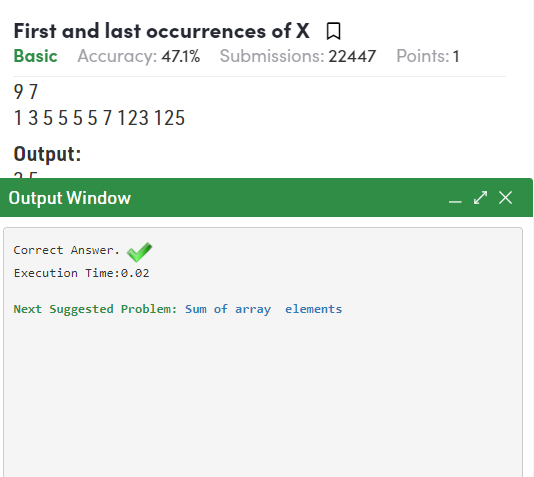 First and last occurrences of X
Basic Accuracy: 47.1% Submissions: 22447 Points: 1
9 7
1 3 5 5 5 5 5 7 123 125
Output:
Output Window
Correct Answer.
Execution Time:0.02
Next Suggested Problem: Sum of array elements